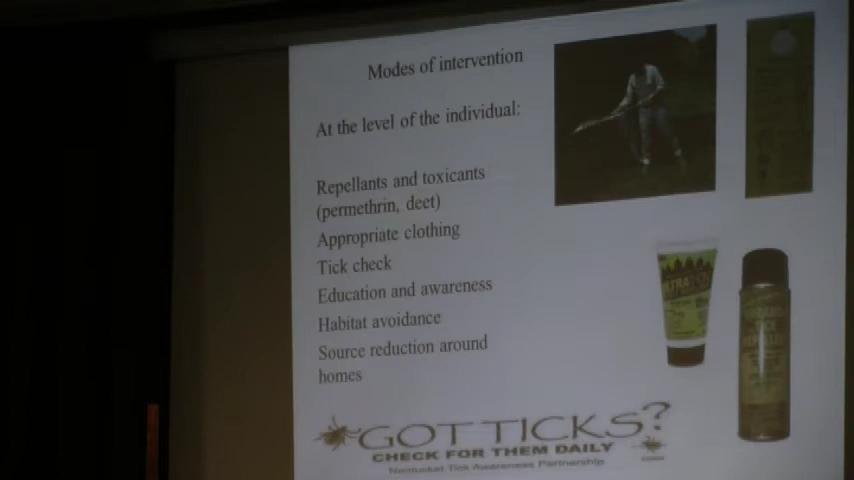 Modes of intervention
At the level of the individual:
Repellants and toxicants
(permethrin, deet)
Appropriate clothing
Tick check
Education and awareness
Habitat avoidance
Source reduction around
homes
GOT TICKS?
CHECK FOR THEM DAILY
Nantucket Tick Awareness Partnership